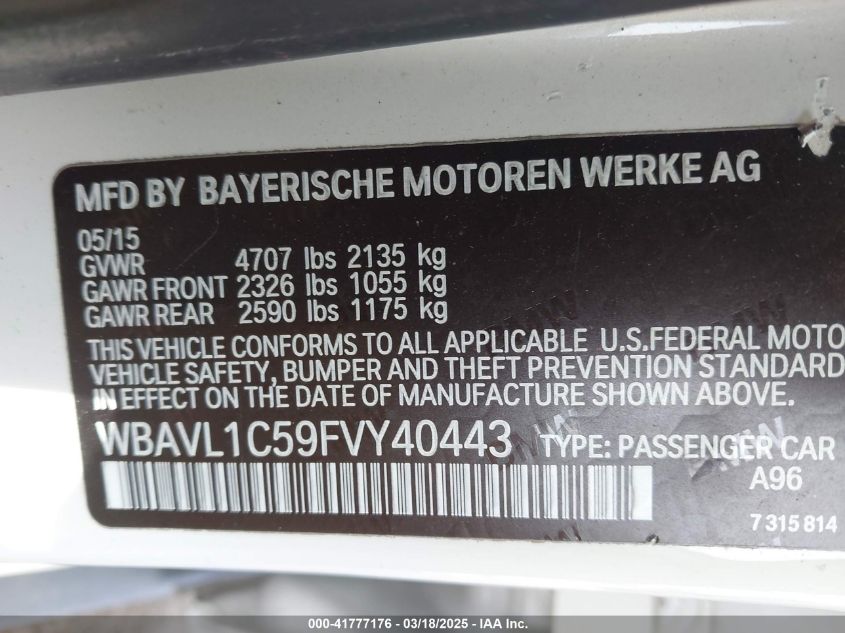 MFD BY BAYERISCHE MOTOREN WERKE AG
05/15
GVWR 4707 lbs 2135 kg
GAWR FRONT 2326 lbs 1055 kg
GAWR REAR 2590 lbs 1175 kg
THIS VEHICLE CONFORMS TO ALL APPLICABLE U.S.FEDERAL MOTO
VEHICLE SAFETY, BUMPER AND THEFT PREVENTION STANDARD
IN EFFECT ON THE DATE OF MANUFACTURE SHOWN ABOVE.
WBAVL1C59FVY40443 TYPE: PASSENGER CAR
A96
7315814
000-41777176 — 03/18/2025 - IAA Inc.